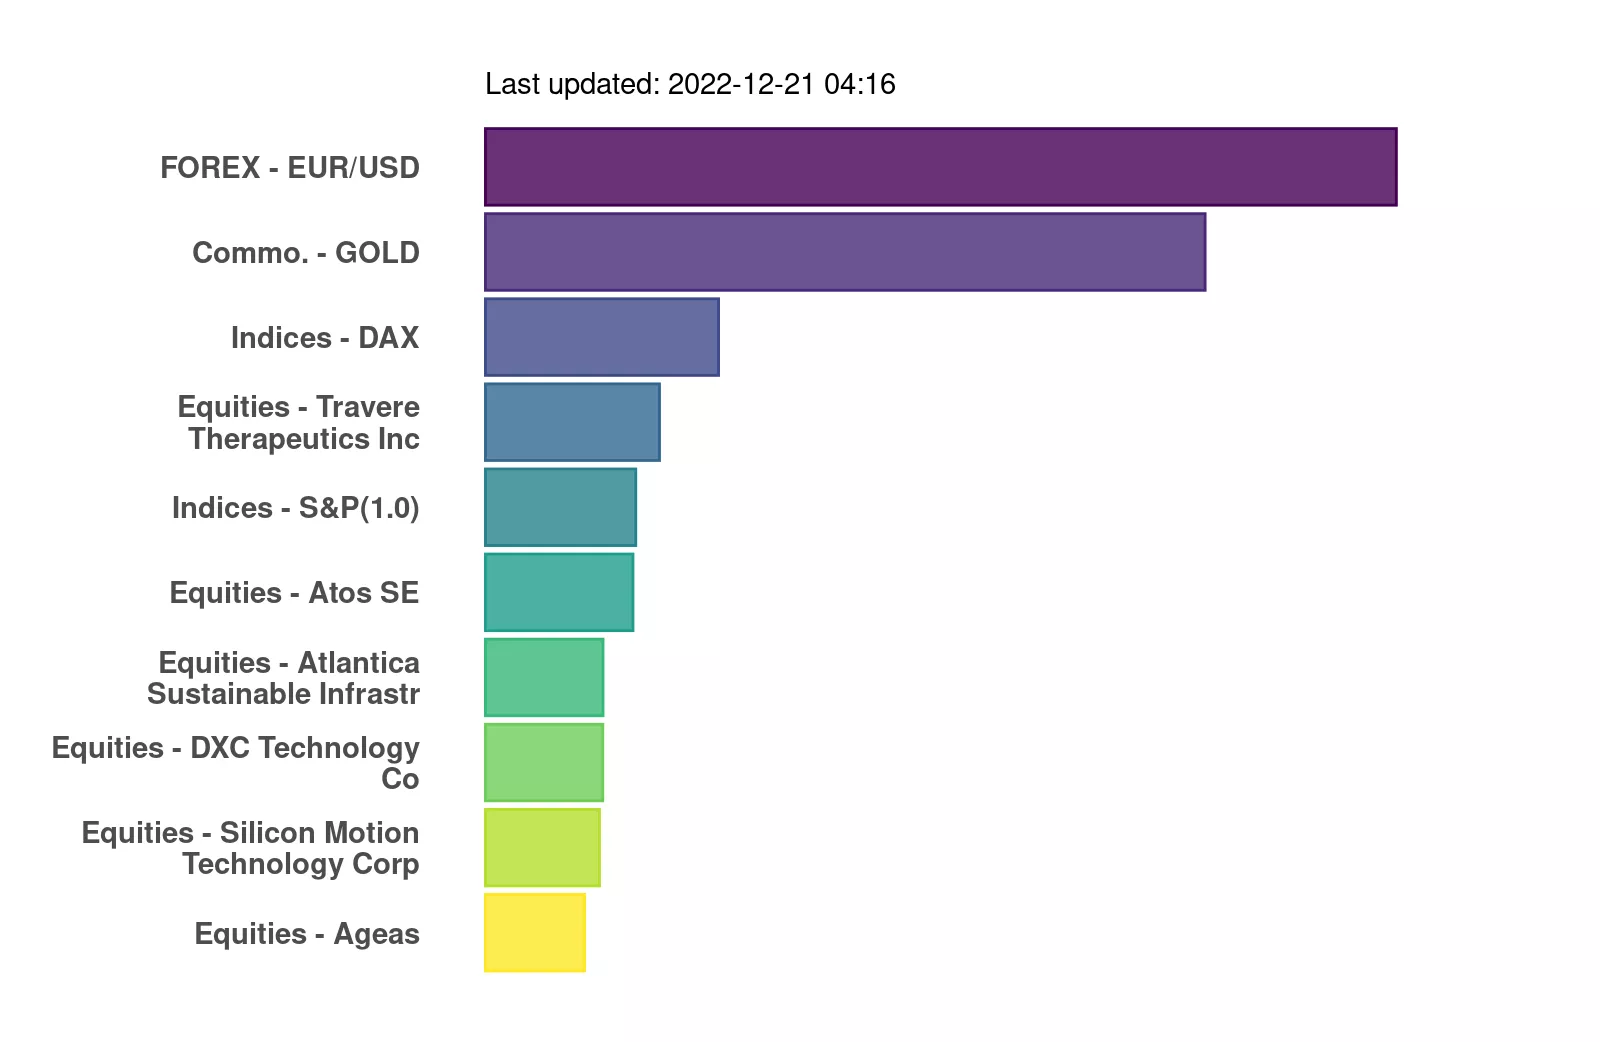 Last updated: 2022-12-21 04:16
FOREX - EUR/USD
Commo. - GOLD
Indices - DAX
Equities - Travere
Therapeutics Inc
Indices - S&P(1.0)
Equities - Atos SE
Equities - Atlantica
Sustainable Infrastr
Equities - DXC Technology
Co
Equities - Silicon Motion
Technology Corp
Equities - Ageas